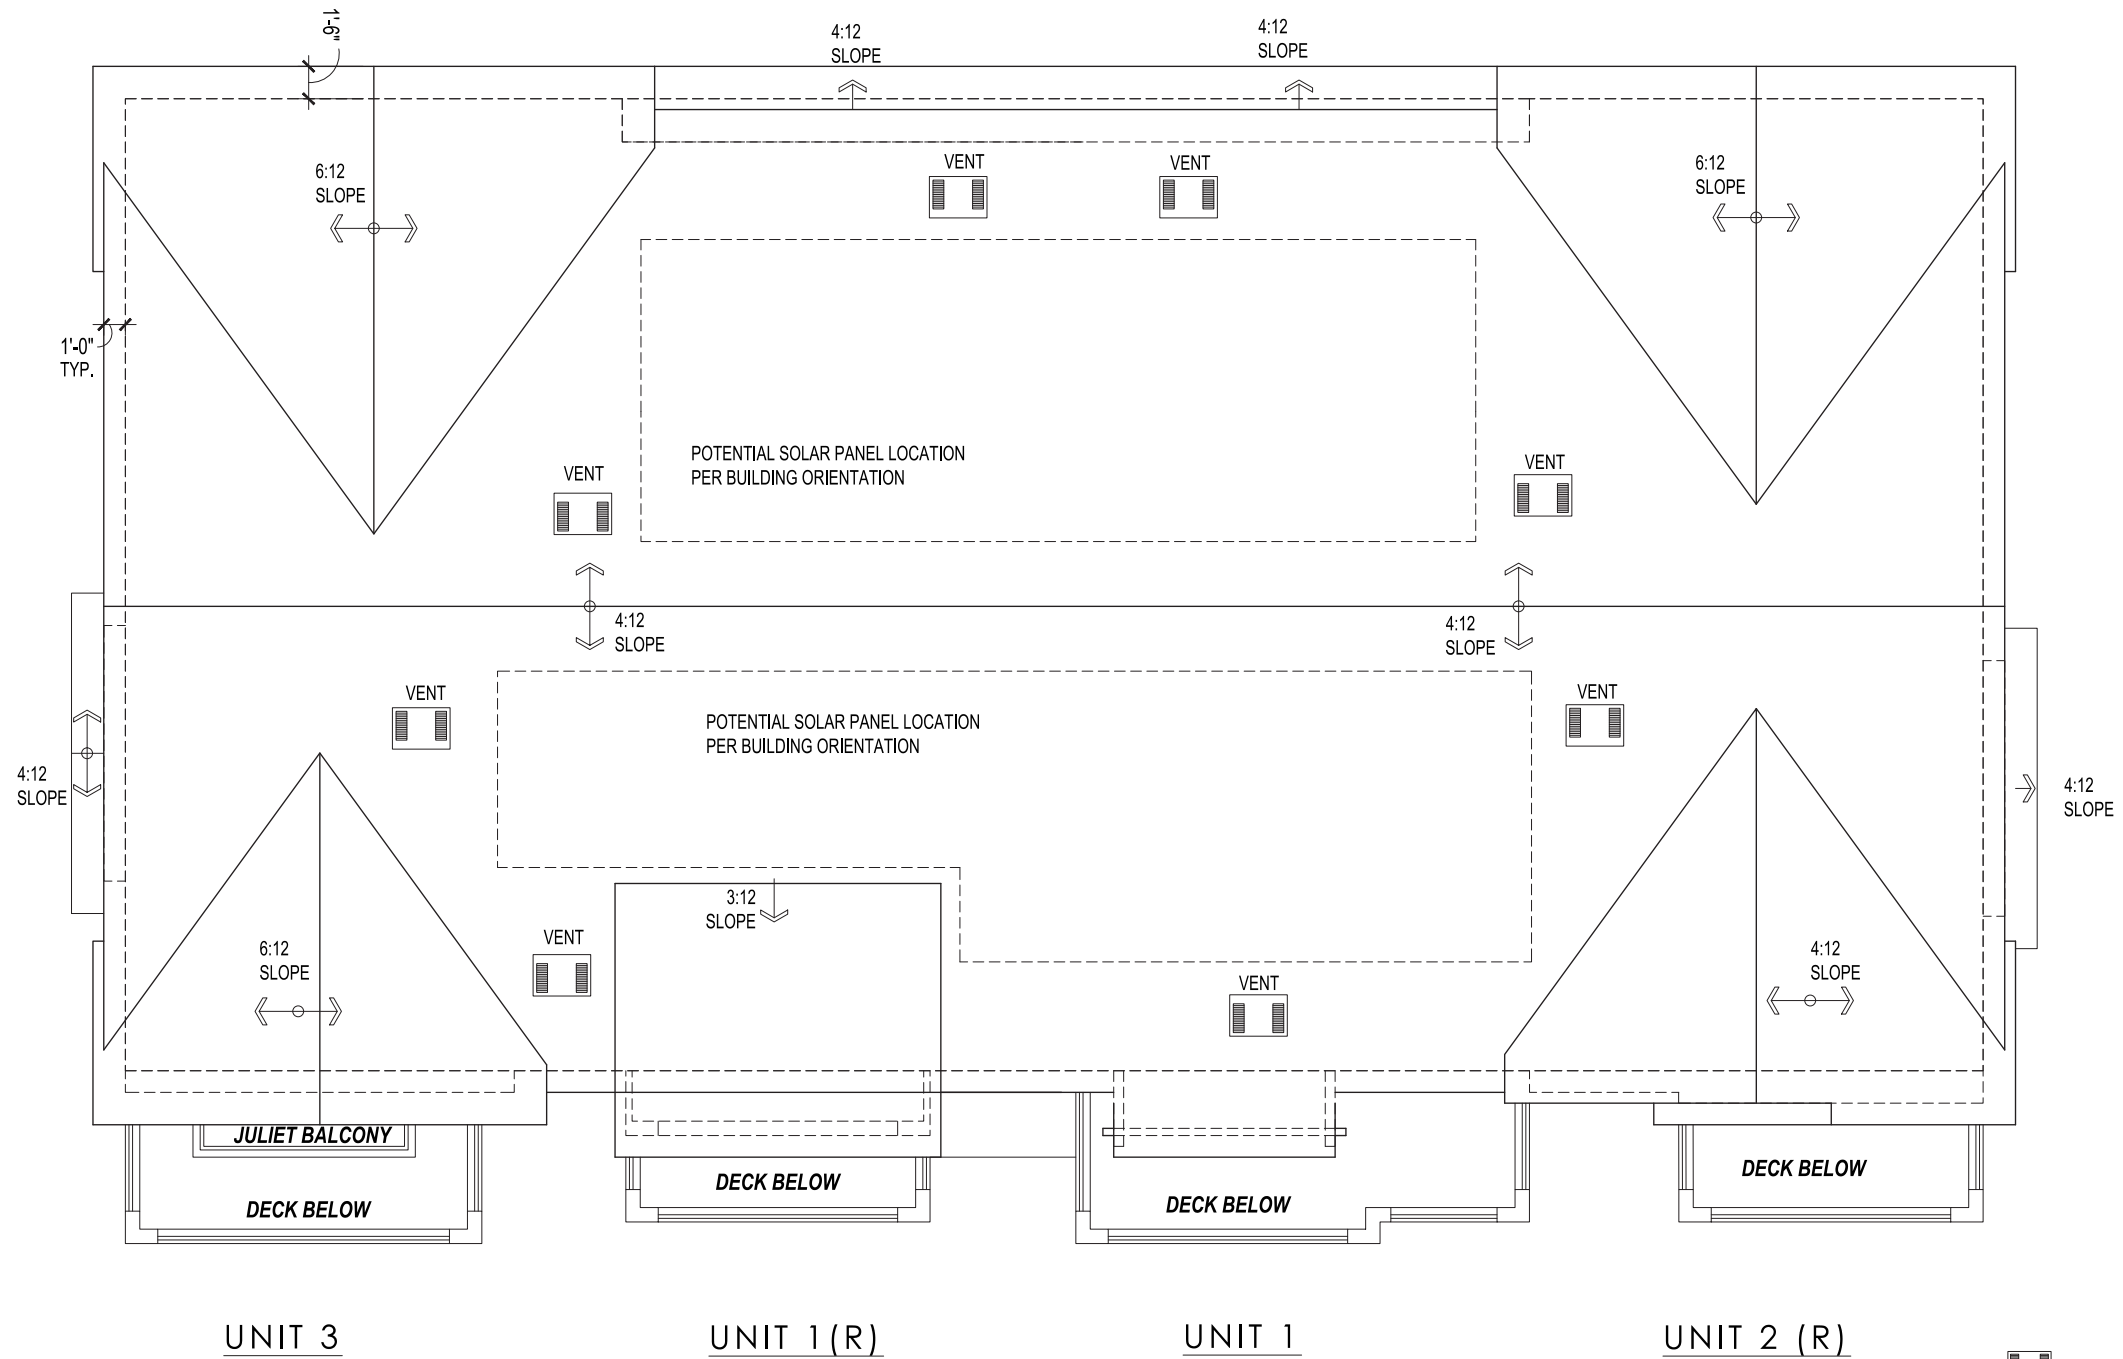 1'-6"
4:12
SLOPE
4:12
SLOPE
VENT
VENT
6:12
SLOPE
6:12
SLOPE
1'-0"
TYP.
POTENTIAL SOLAR PANEL LOCATION
PER BUILDING ORIENTATION
VENT
VENT
4:12
SLOPE
4:12
SLOPE
VENT
VENT
POTENTIAL SOLAR PANEL LOCATION
PER BUILDING ORIENTATION
4:12
SLOPE
4:12
SLOPE
3:12
SLOPE
VENT
6:12
SLOPE
4:12
SLOPE
VENT
JULIET BALCONY
DECK BELOW
DECK BELOW
DECK BELOW
DECK BELOW
UNIT 3
UNIT 1(R)
UNIT 1
UNIT 2 (R)